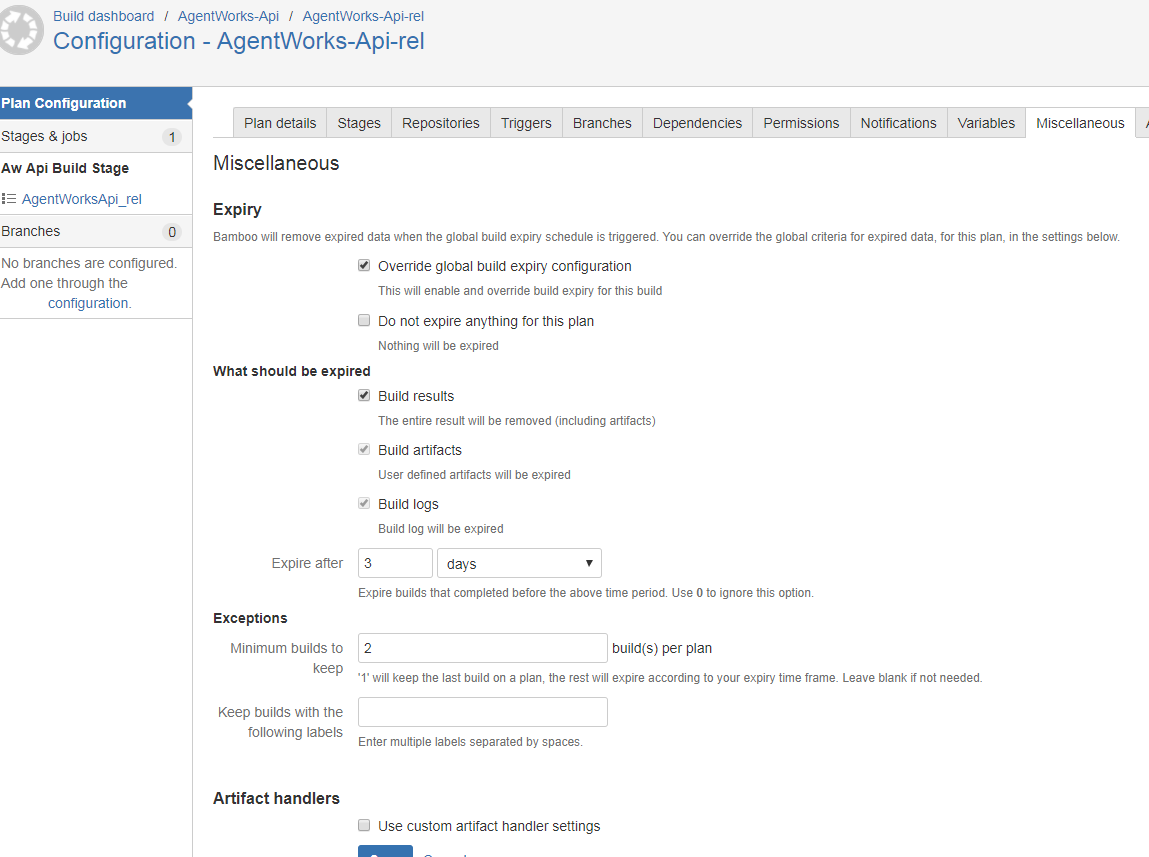 Build dashboard / AgentWorks-Api / AgentWorks-Api-rel
Configuration - AgentWorks-Api-rel
Plan Configuration
Stages & jobs 1
Aw Api Build Stage
AgentWorksApi_rel
Branches 0
No branches are configured.
Add one through the
configuration.
Plan details Stages Repositories Triggers Branches Dependencies Permissions Notifications Variables Miscellaneous
Miscellaneous
Expiry
Bamboo will remove expired data when the global build expiry schedule is triggered. You can override the global criteria for expired data, for this plan, in the settings below.
Override global build expiry configuration
This will enable and override build expiry for this build
Do not expire anything for this plan
Nothing will be expired
What should be expired
Build results
The entire result will be removed (including artifacts)
Build artifacts
User defined artifacts will be expired
Build logs
Build log will be expired
Expire after 3 days
Expire builds that completed before the above time period. Use 0 to ignore this option.
Exceptions
Minimum builds to keep 2 build(s) per plan
'1' will keep the last build on a plan, the rest will expire according to your expiry time frame. Leave blank if not needed.
Keep builds with the
following labels
Enter multiple labels separated by spaces.
Artifact handlers
Use custom artifact handler settings